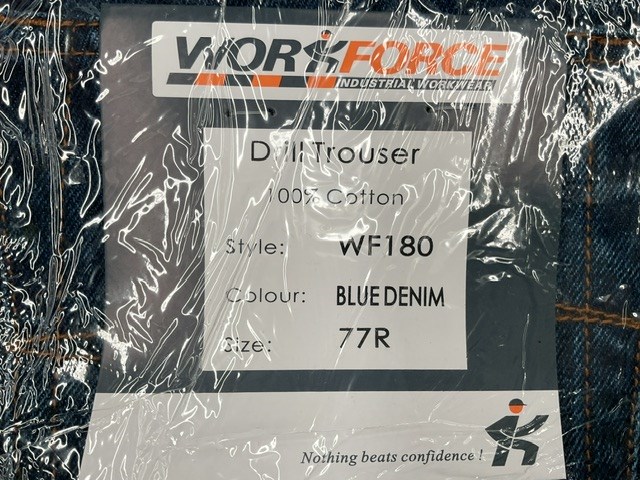 WORKFORCE
INDUSTRIAL WORKWEAR
Drill Trouser
100% Cotton
Style: WF180
Colour: BLUE DENIM
Size: 77R
Nothing beats confidence !